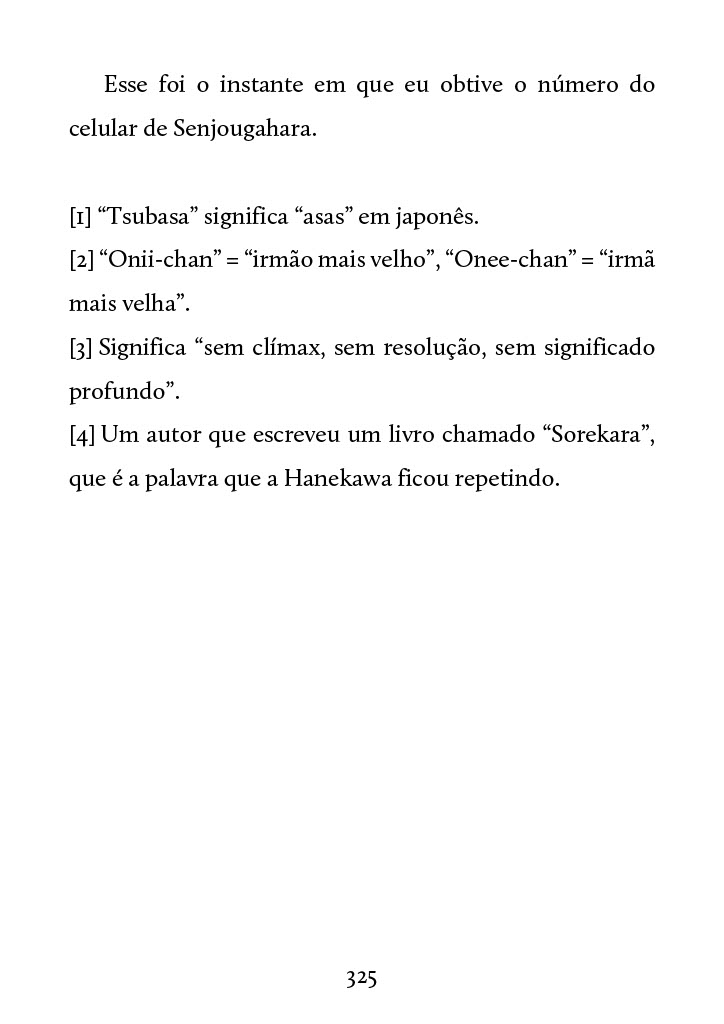 Esse foi o instante em que eu obtive o número do
celular de Senjougahara.
[1] “Tsubasa” significa “asas” em japonês.
[2] “Onii-chan” = “irmão mais velho”, “Onee-chan” = “irmã
mais velha”.
[3] Significa “sem clímax, sem resolução, sem significado
profundo”.
[4] Um autor que escreveu um livro chamado “Sorekara”,
que é a palavra que a Hanekawa ficou repetindo.
325